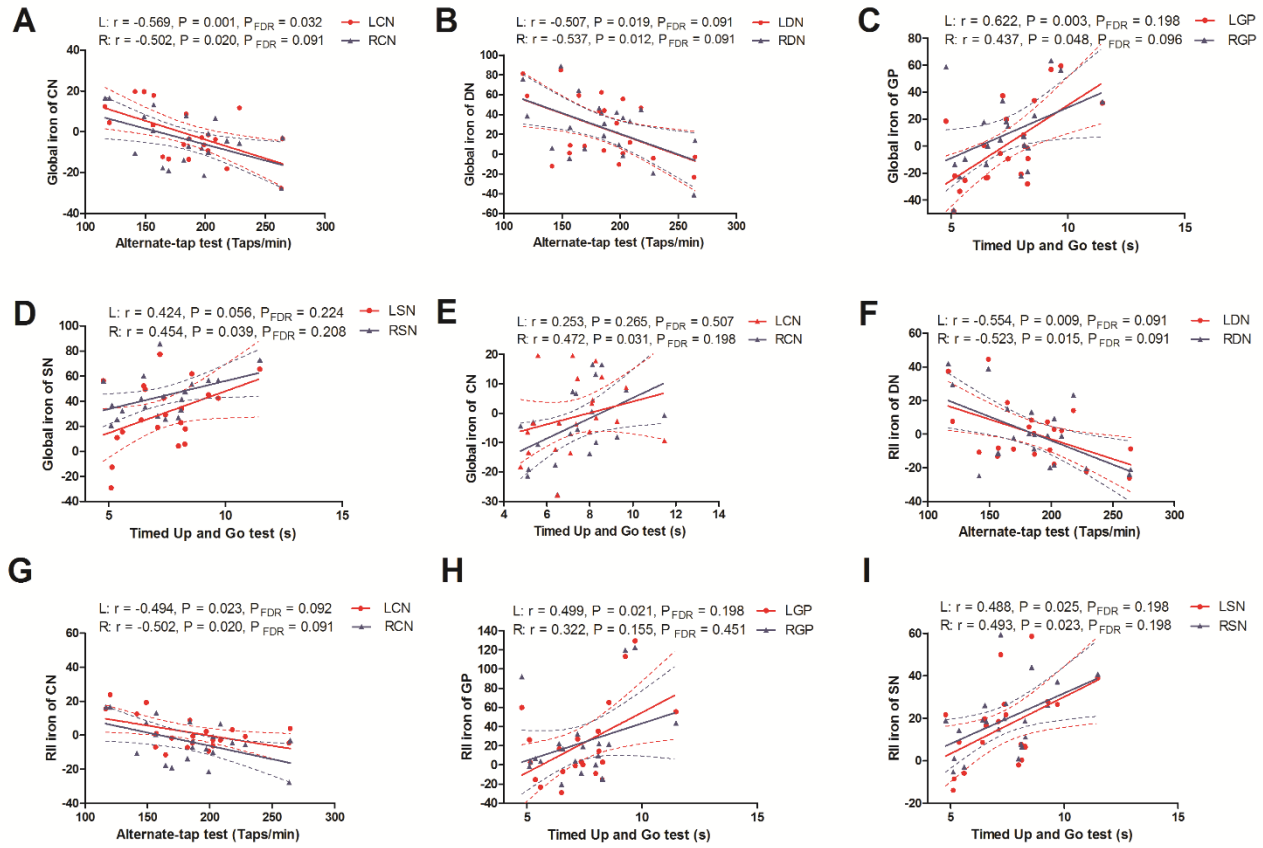 A
L: r = -0.569, P = 0.001, PFDR = 0.032
R: r = -0.502, P = 0.020, PFDR = 0.091
LCN
RCN
Global iron of CN
40
20
0
-20
-40
100 150 200 250 300
Alternate-tap test (Taps/min)
B
L: r = -0.507, P = 0.019, PFDR = 0.091
R: r = -0.537, P = 0.012, PFDR = 0.091
LDN
RDN
Global iron of DN
100
80
60
40
20
0
-20
-40
-60
100 150 200 250 300
Alternate-tap test (Taps/min)
C
L: r = 0.622, P = 0.003, PFDR = 0.198
R: r = 0.437, P = 0.048, PFDR = 0.096
LGP
RGP
Global iron of GP
80
60
40
20
0
-20
-40
5 10 15
Timed Up and Go test (s)
D
L: r = 0.424, P = 0.056, PFDR = 0.224
R: r = 0.454, P = 0.039, PFDR = 0.208
LSN
RSN
Global iron of SN
100
80
60
40
20
0
-20
-40
5 10 15
Timed Up and Go test (s)
E
L: r = 0.253, P = 0.265, PFDR = 0.507
R: r = 0.472, P = 0.031, PFDR = 0.198
LCN
RCN
Global iron of CN
20
10
0
-10
-20
-30
4 6 8 10 12 14
Timed Up and Go test (s)
F
L: r = -0.554, P = 0.009, PFDR = 0.091
R: r = -0.523, P = 0.015, PFDR = 0.091
LDN
RDN
RII iron of DN
60
40
20
0
-20
-40
100 150 200 250 300
Alternate-tap test (Taps/min)
G
L: r = -0.494, P = 0.023, PFDR = 0.092
R: r = -0.502, P = 0.020, PFDR = 0.091
LCN
RCN
RII iron of CN
60
40
20
0
-20
-40
100 150 200 250 300
Alternate-tap test (Taps/min)
H
L: r = 0.499, P = 0.021, PFDR = 0.198
R: r = 0.322, P = 0.155, PFDR = 0.451
LGP
RGP
RII iron of GP
140
120
100
80
60
40
20
0
-20
-40
5 10 15
Timed Up and Go test (s)
I
L: r = 0.488, P = 0.025, PFDR = 0.198
R: r = 0.493, P = 0.023, PFDR = 0.198
LSN
RSN
RII iron of SN
60
40
20
0
-20
5 10 15
Timed Up and Go test (s)